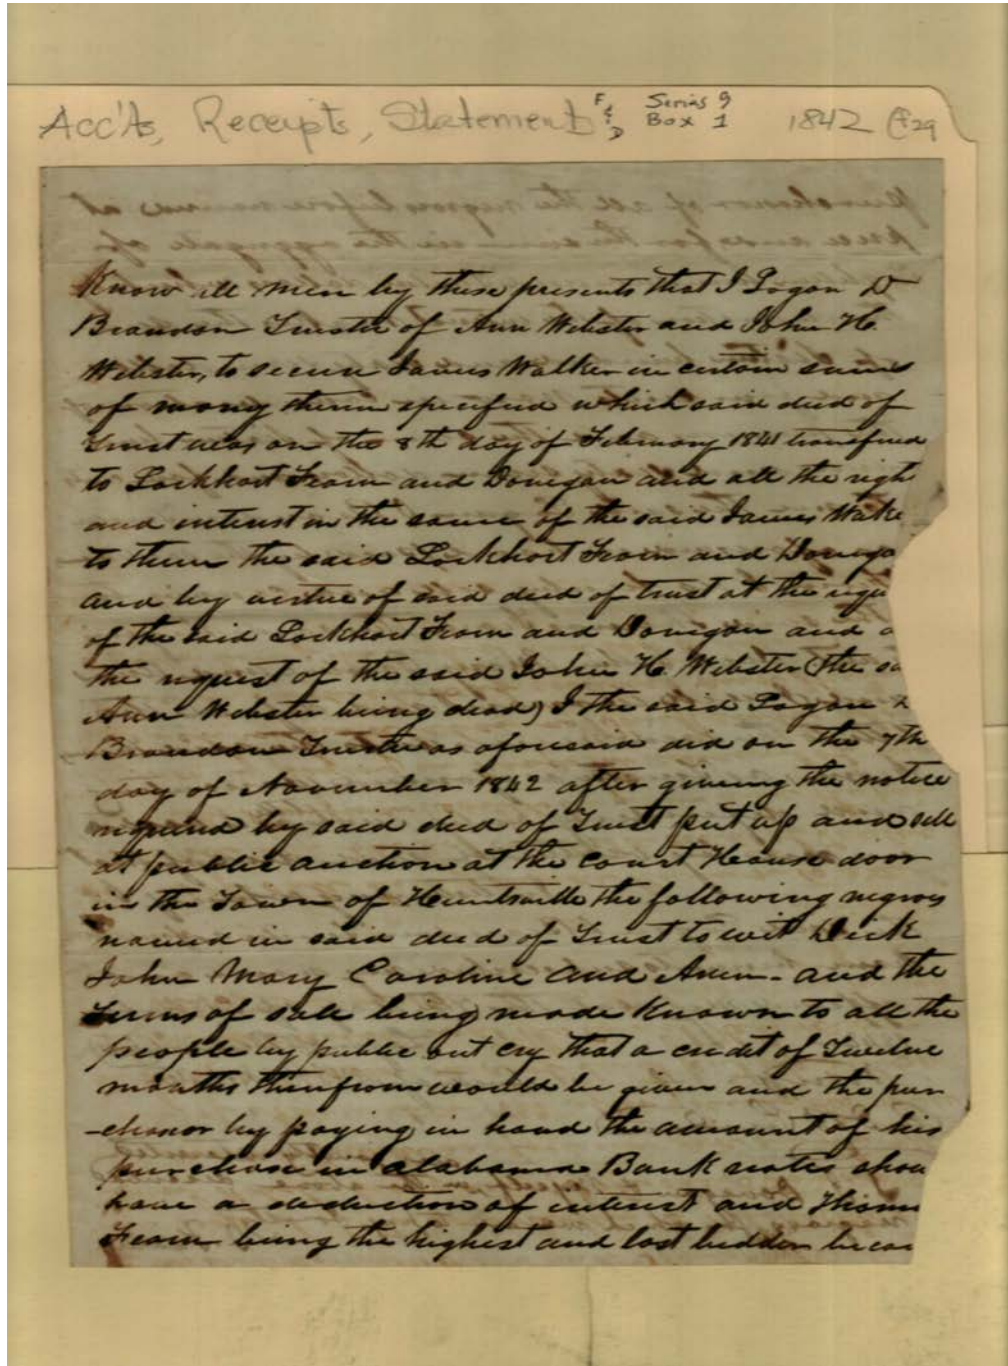 Acc'ts, Receipts, Statements F & D Series 9 Box 1 1842 (F29
Know all men by these presents that I Logan D
Brandon Trustee of Ann Webster and John H.
Webster, to secure James Walker in certain sums
of mony therein specified which said deed of
Trust was on the 8th day of February 1841 transfered
to Lockhart Fearn and Donegan and all the righ
and interest in the same of the said James Walke
to them the said Lockhart Fearn and Donega
and by virtue of said deed of trust at the reque
of the said Lockhart Fearn and Donegan and a
the request of the said John H. Webster (the sa
Ann Webster being dead) I the said Logan
Brandon Trustee as aforesaid did on the 7th
day of November 1842 after giving the notice
required by said deed of Trust put up and sell
at public auction at the Court House door
in the Town of Huntsville the following negroes
named in said deed of Trust to wit Dick
John Mary Caroline and Ann - and the
Terms of sale being made Known to all the
people by public out cry that a credit of Twelve
months therefrom would be given and the pur
-chaser by paying in hand the amount of his
purchase in Alabama Bank notes shou
have a deduction of interest and Thomas
Fearn being the highest and last bidder becam